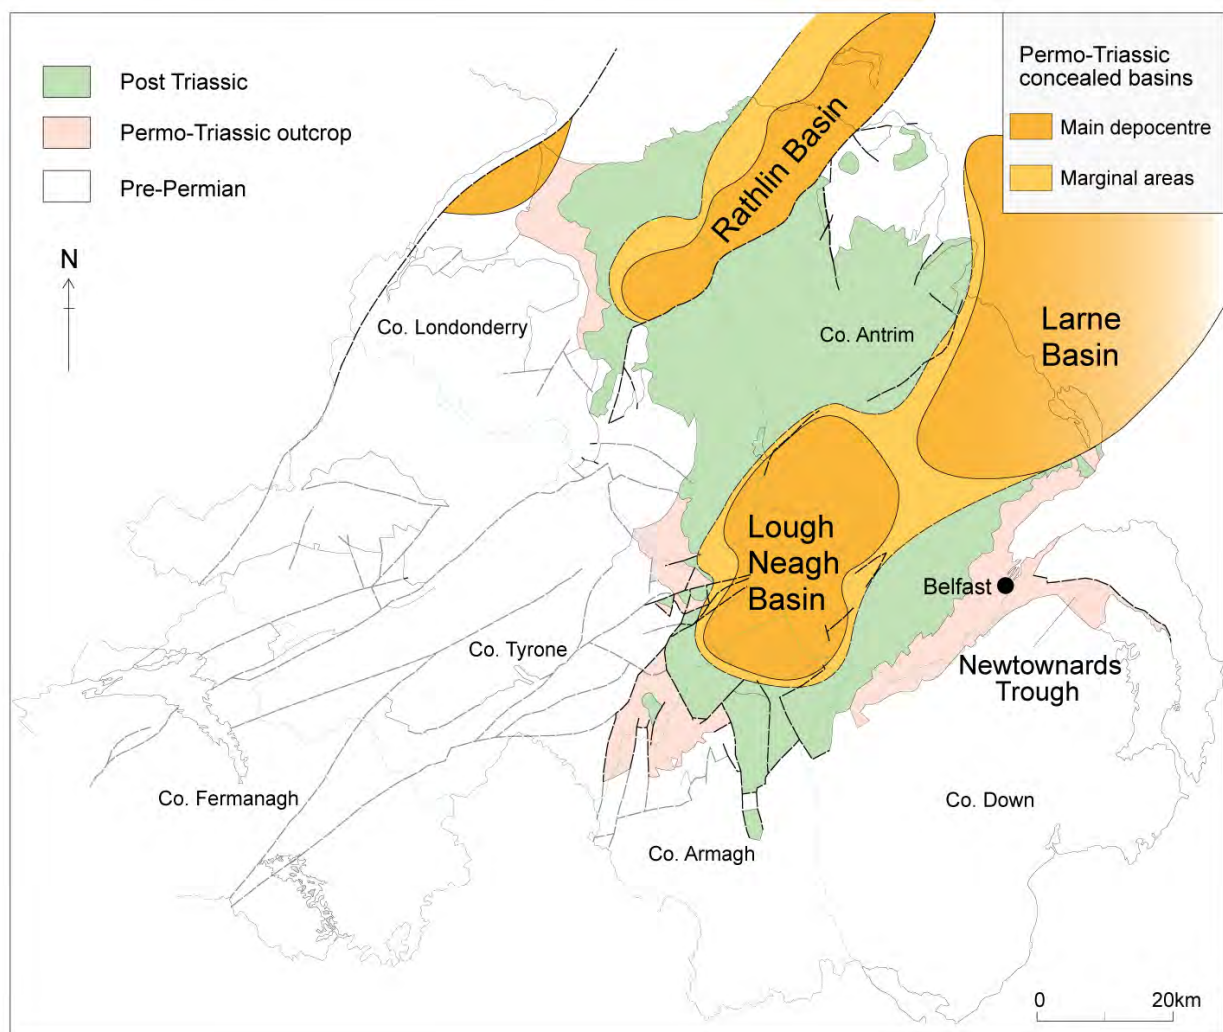 Post Triassic
Permo-Triassic outcrop
Pre-Permian
N
Permo-Triassic
concealed basins
Main depocentre
Marginal areas
Rathlin Basin
Co. Londonderry
Co. Antrim
Larne
Basin
Lough
Neagh
Basin
Belfast
Co. Tyrone
Newtownards
Trough
Co. Fermanagh
Co. Down
Co. Armagh
0 20km